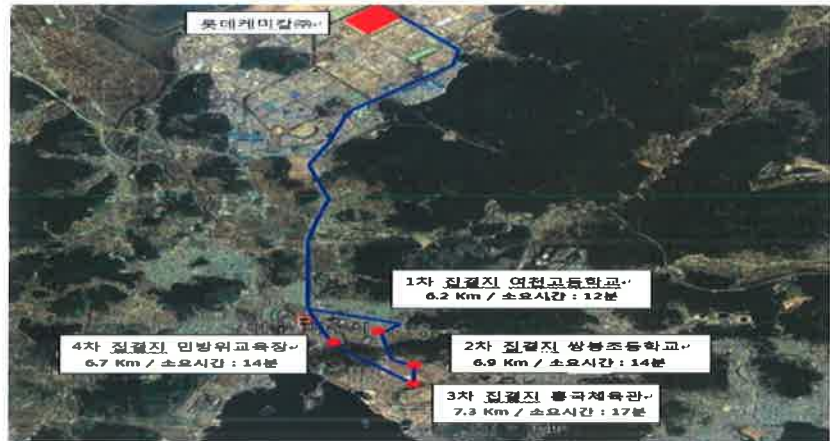 롯데케미칼㈜
1차 집결지 여천고등학교
6.2 Km / 소요시간 : 12분
4차 집결지 민방위교육장
6.7 Km / 소요시간 : 14분
2차 집결지 쌍봉초등학교
6.9 Km / 소요시간 : 14분
3차 집결지 흥국체육관
7.3 Km / 소요시간 : 17분